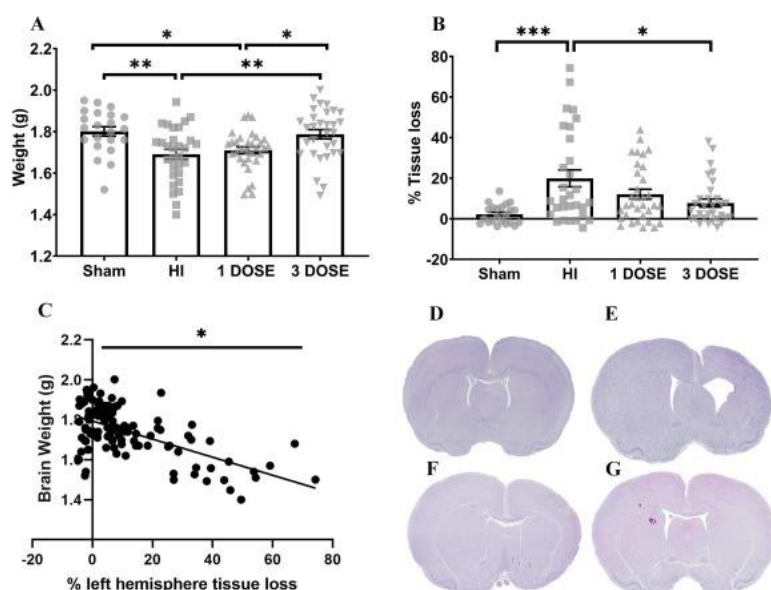 A
* *
** **
2.2
2.0
1.8
1.6
1.4
1.2
Weight (g)
Sham HI 1 DOSE 3 DOSE
B
*** *
80
60
40
20
0
-20
% Tissue loss
Sham HI 1 DOSE 3 DOSE
C
*
2.2
2.0
1.8
1.6
1.4
Brain Weight (g)
-20 0 20 40 60 80
% left hemisphere tissue loss
D E
F G